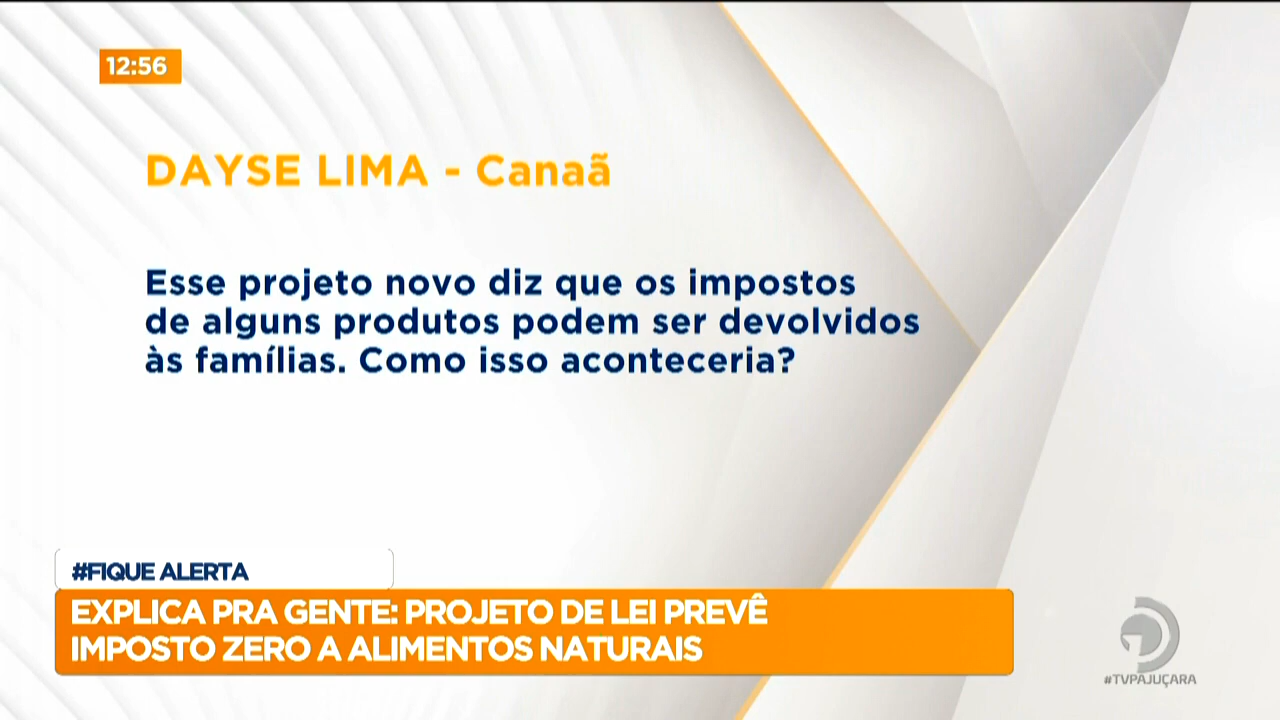 12:56
DAYSE LIMA - Canaã
Esse projeto novo diz que os impostos
de alguns produtos podem ser devolvidos
às famílias. Como isso aconteceria?
#FIQUE ALERTA
EXPLICA PRA GENTE: PROJETO DE LEI PREVÊ
IMPOSTO ZERO A ALIMENTOS NATURAIS
#TVPAJUÇARA